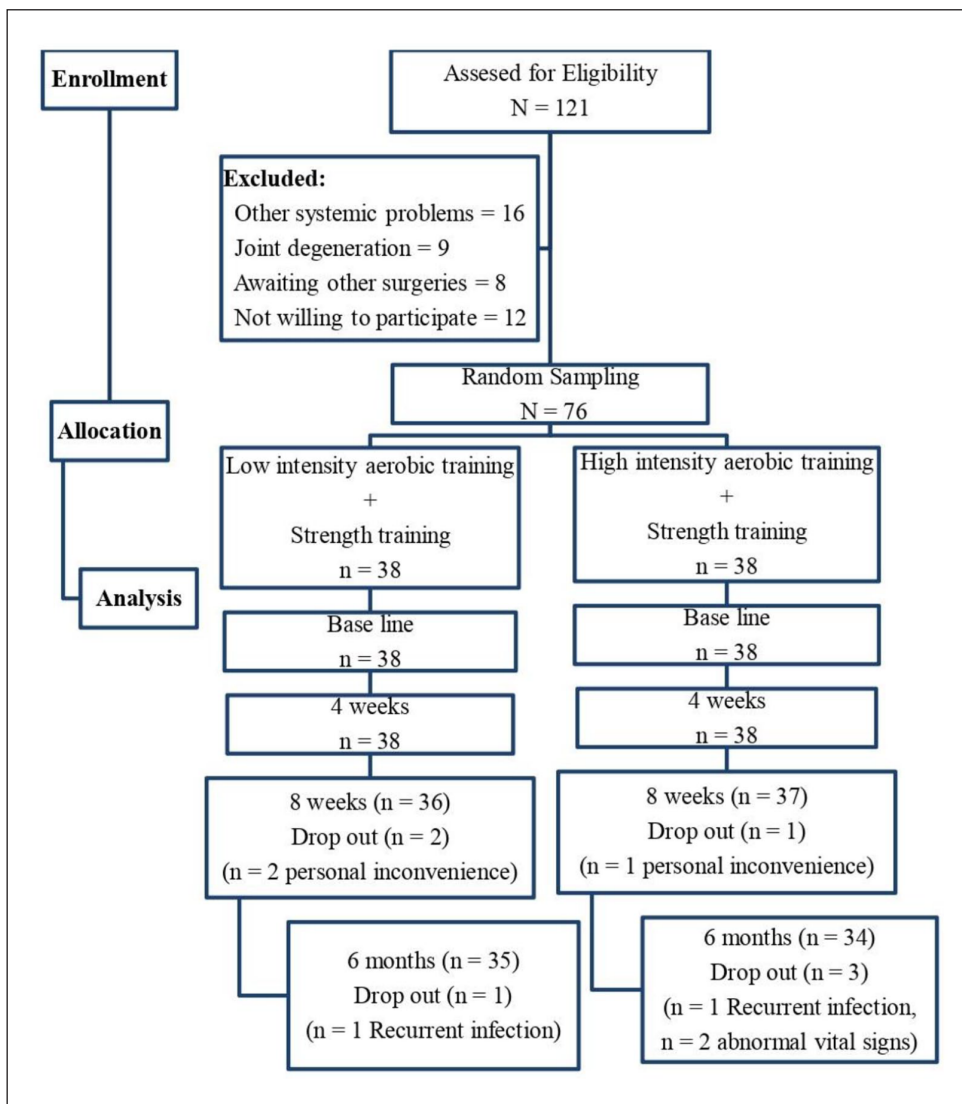 Enrollment
Assesed for Eligibility
N = 121
Excluded:
Other systemic problems = 16
Joint degeneration = 9
Awaiting other surgeries = 8
Not willing to participate = 12
Random Sampling
N = 76
Allocation
Low intensity aerobic training
+
Strength training
n = 38
High intensity aerobic training
+
Strength training
n = 38
Analysis
Base line
n = 38
Base line
n = 38
4 weeks
n = 38
4 weeks
n = 38
8 weeks (n = 36)
Drop out (n = 2)
(n = 2 personal inconvenience)
8 weeks (n = 37)
Drop out (n = 1)
(n = 1 personal inconvenience)
6 months (n = 35)
Drop out (n = 1)
(n = 1 Recurrent infection)
6 months (n = 34)
Drop out (n = 3)
(n = 1 Recurrent infection,
n = 2 abnormal vital signs)